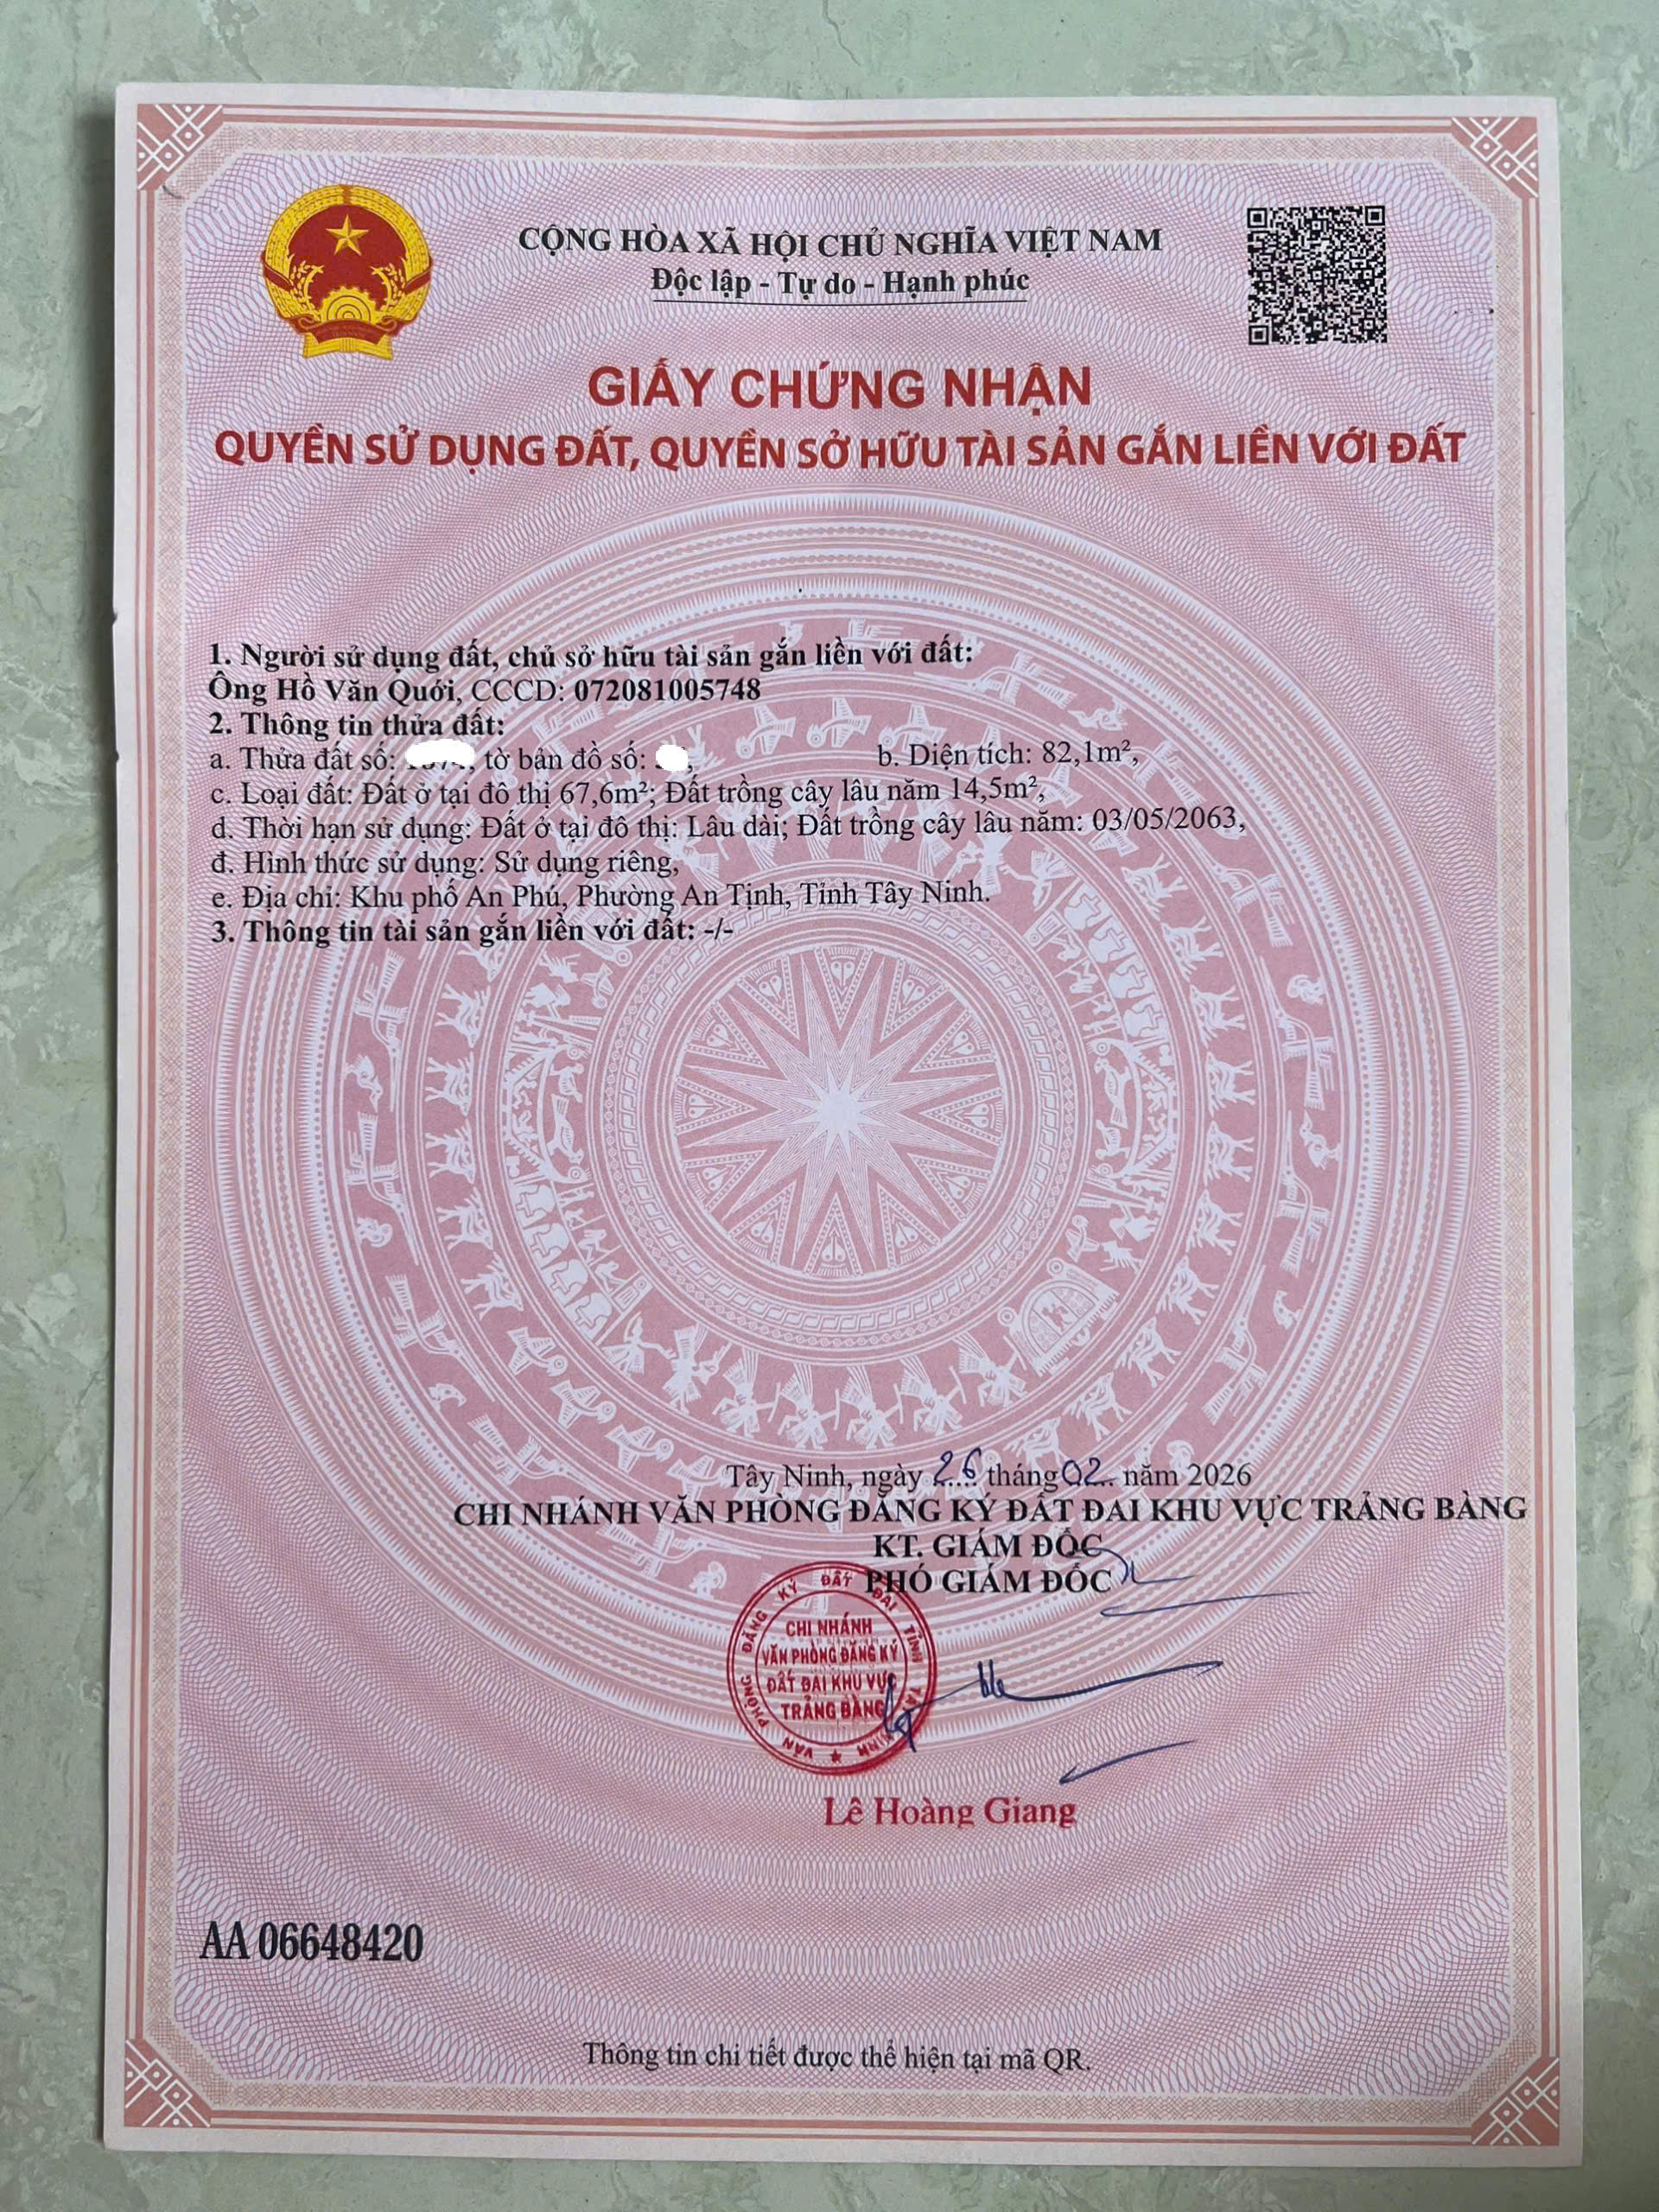 CỘNG HÒA XÃ HỘI CHỦ NGHĨA VIỆT NAM
Độc lập - Tự do - Hạnh phúc
GIẤY CHỨNG NHẬN
QUYỀN SỬ DỤNG ĐẤT, QUYỀN SỞ HỮU TÀI SẢN GẮN LIỀN VỚI ĐẤT
1. Người sử dụng đất, chủ sở hữu tài sản gắn liền với đất:
Ông Hồ Văn Quới, CCCD: 072081005748
2. Thông tin thửa đất:
a. Thửa đất số: , tờ bản đồ số: , b. Diện tích: 82,1m²,
c. Loại đất: Đất ở tại đô thị 67,6m²; Đất trồng cây lâu năm 14,5m²,
d. Thời hạn sử dụng: Đất ở tại đô thị: Lâu dài; Đất trồng cây lâu năm: 03/05/2063,
đ. Hình thức sử dụng: Sử dụng riêng,
e. Địa chỉ: Khu phố An Phú, Phường An Tịnh, Tỉnh Tây Ninh.
3. Thông tin tài sản gắn liền với đất: -/-
Tây Ninh, ngày 26 tháng 02 năm 2026
CHI NHÁNH VĂN PHÒNG ĐĂNG KÝ ĐẤT ĐAI KHU VỰC TRẢNG BÀNG
KT. GIÁM ĐỐC
PHÓ GIÁM ĐỐC
VĂN PHÒNG ĐĂNG KÝ ĐẤT ĐAI TỈNH TÂY NINH
CHI NHÁNH
VĂN PHÒNG ĐĂNG KÝ
ĐẤT ĐAI KHU VỰC
TRẢNG BÀNG
Lê Hoàng Giang
AA 06648420
Thông tin chi tiết được thể hiện tại mã QR.